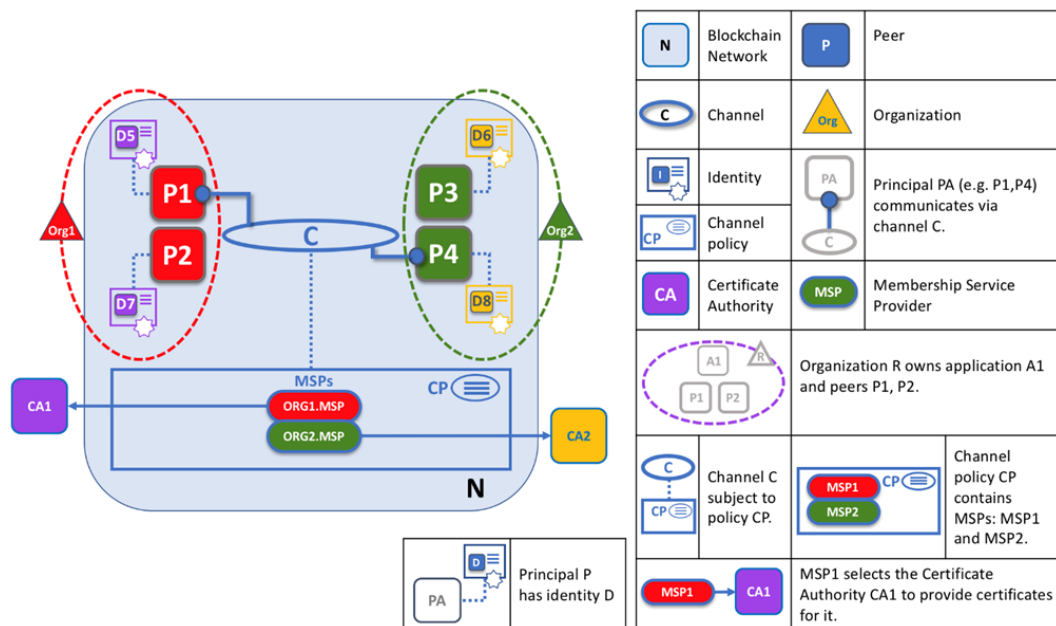 D5
D6
P1
P3
C
Org1
Org2
P2
P4
D7
D8
MSPs
CP
CA1
ORG1.MSP
ORG2.MSP
CA2
N
N
Blockchain
Network
P
Peer
C
Channel
Org
Organization
I
Identity
PA
C
Principal PA (e.g. P1,P4)
communicates via
channel C.
CP
Channel
policy
CA
Certificate
Authority
MSP
Membership Service
Provider
A1
R
P1
P2
Organization R owns application A1
and peers P1, P2.
C
CP
Channel C
subject to
policy CP.
MSP1
MSP2
CP
Channel
policy CP
contains
MSPs: MSP1
and MSP2.
D
PA
Principal P
has identity D
MSP1
CA1
MSP1 selects the Certificate
Authority CA1 to provide certificates
for it.